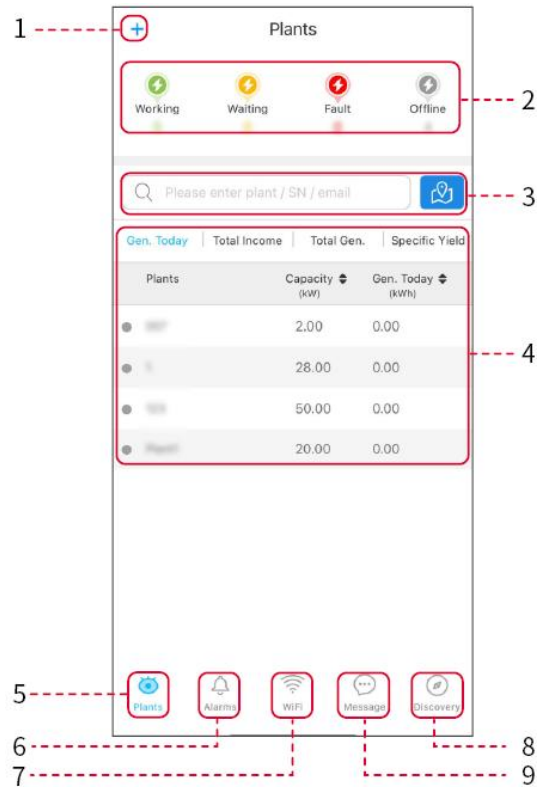 1
Plants
2
Working Waiting Fault Offline
3
Please enter plant / SN / email
Gen. Today Total Income Total Gen. Specific Yield
Plants Capacity Gen. Today
(kW) (kWh)
2.00 0.00
4
28.00 0.00
50.00 0.00
20.00 0.00
5
Plants Alarms WiFi Message Discovery
6 8
7 9